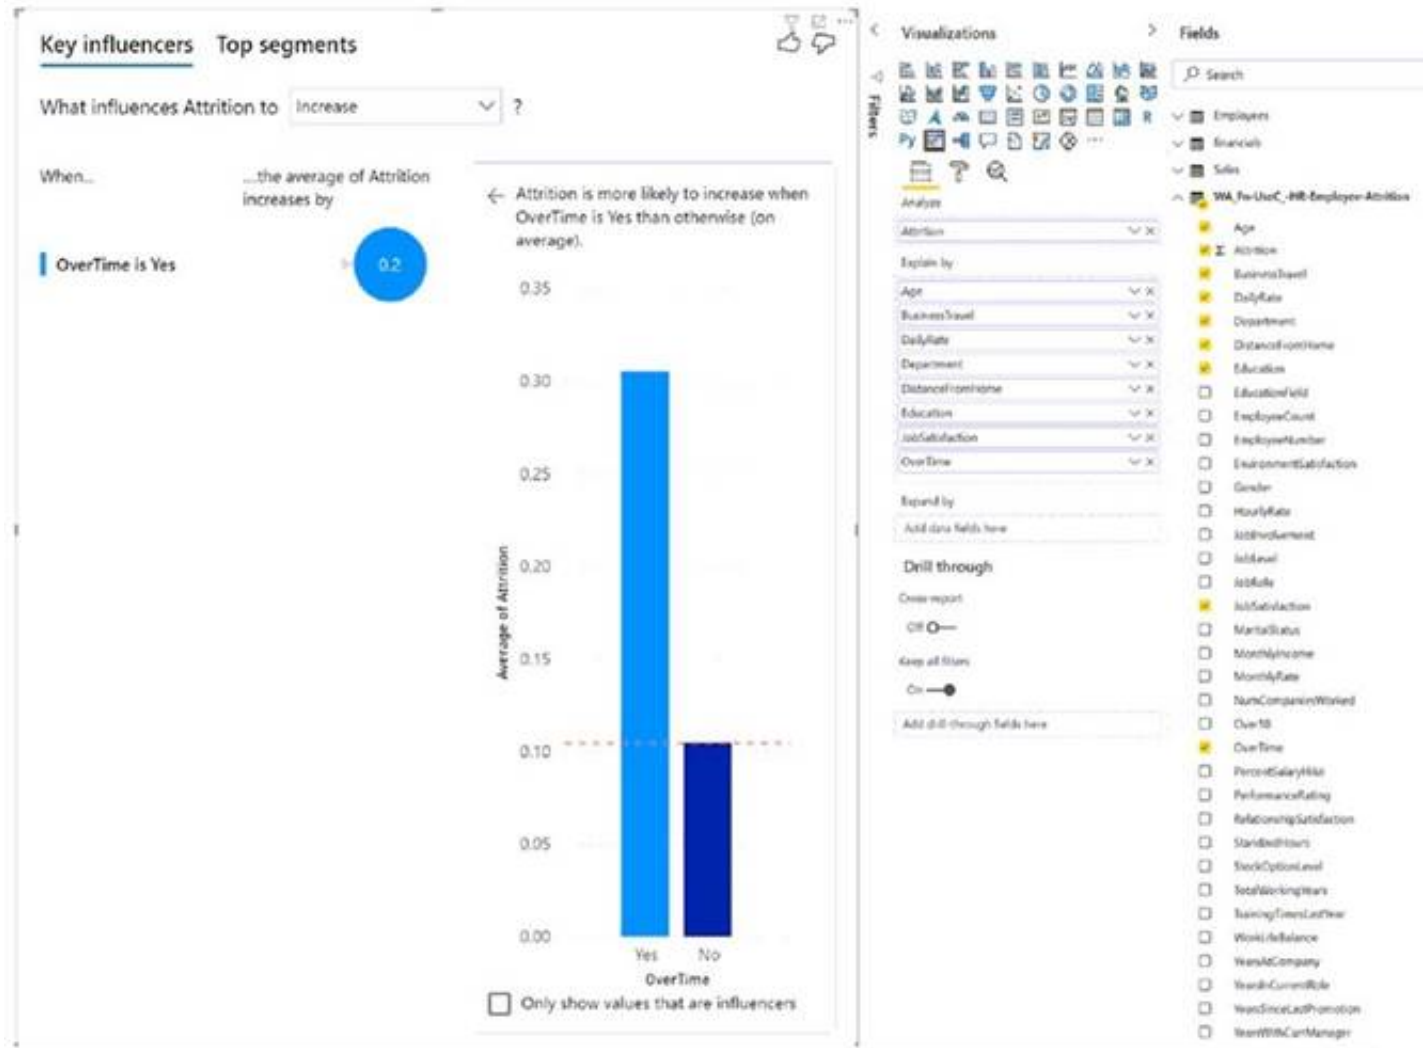 Key influencers Top segments
What influences Attrition to Increase ?
When...
...the average of Attrition
increases by
OverTime is Yes
0.2
Attrition is more likely to increase when
OverTime is Yes than otherwise (on
average).
0.35
0.30
0.25
0.20
0.15
0.10
0.05
0.00
Average of Attrition
Yes No
OverTime
Only show values that are influencers
Filters
Visualizations
R
Py
Analyze
Attrition
Explain by
Age
BusinessTravel
DailyRate
Department
DistanceFromHome
Education
JobSatisfaction
OverTime
Expand by
Add data fields here
Drill through
Cross-report
Off
Keep all filters
On
Add drill-through fields here
Fields
Search
Employees
financials
Sales
WA_Fn-UseC_-HR-Employee-Attrition
Age
Σ Attrition
BusinessTravel
DailyRate
Department
DistanceFromHome
Education
EducationField
EmployeeCount
EmployeeNumber
EnvironmentSatisfaction
Gender
HourlyRate
JobInvolvement
JobLevel
JobRole
JobSatisfaction
MaritalStatus
MonthlyIncome
MonthlyRate
NumCompaniesWorked
Over18
OverTime
PercentSalaryHike
PerformanceRating
RelationshipSatisfaction
StandardHours
StockOptionLevel
TotalWorkingYears
TrainingTimesLastYear
WorkLifeBalance
YearsAtCompany
YearsInCurrentRole
YearsSinceLastPromotion
YearsWithCurrManager